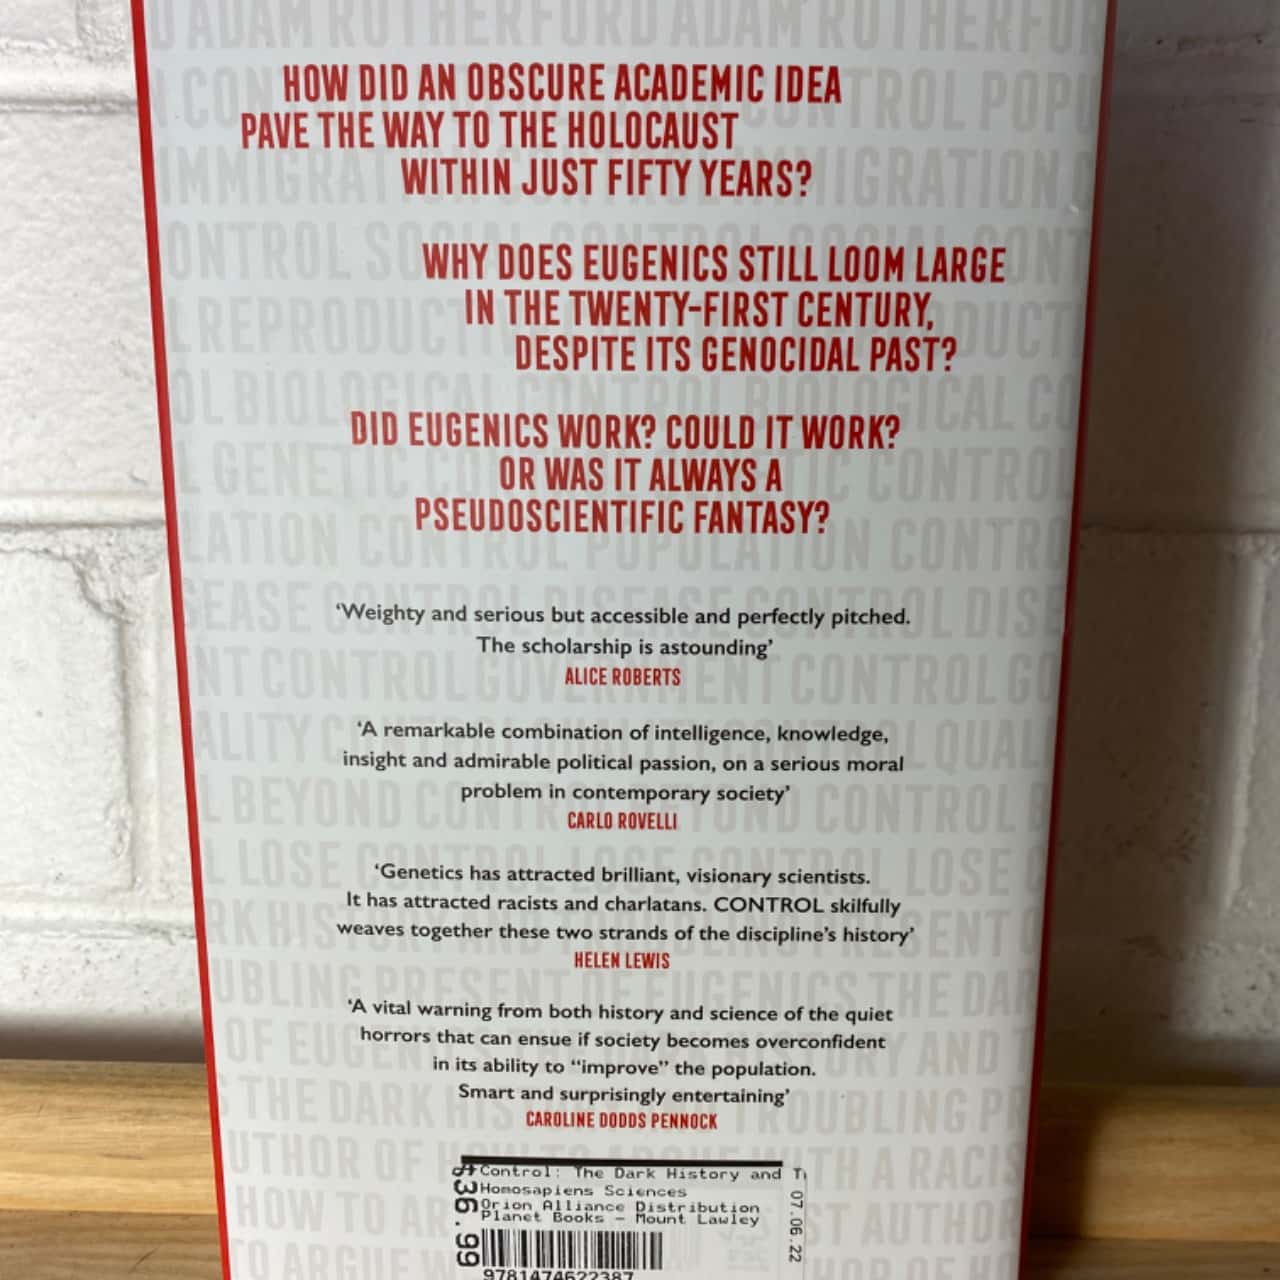 D ADAM RUTHERFORD ADAM RUTHERFOR
HOW DID AN OBSCURE ACADEMIC IDEA
PAVE THE WAY TO THE HOLOCAUST
WITHIN JUST FIFTY YEARS?
WHY DOES EUGENICS STILL LOOM LARGE
IN THE TWENTY-FIRST CENTURY,
DESPITE ITS GENOCIDAL PAST?
DID EUGENICS WORK? COULD IT WORK?
OR WAS IT ALWAYS A
PSEUDOSCIENTIFIC FANTASY?
‘Weighty and serious but accessible and perfectly pitched.
The scholarship is astounding’
ALICE ROBERTS
‘A remarkable combination of intelligence, knowledge,
insight and admirable political passion, on a serious moral
problem in contemporary society’
CARLO ROVELLI
‘Genetics has attracted brilliant, visionary scientists.
It has attracted racists and charlatans. CONTROL skilfully
weaves together these two strands of the discipline’s history’
HELEN LEWIS
‘A vital warning from both history and science of the quiet
horrors that can ensue if society becomes overconfident
in its ability to “improve” the population.
Smart and surprisingly entertaining’
CAROLINE DODDS PENNOCK
Control: The Dark History and T
Homosapiens Sciences
Orion Alliance Distribution
Planet Books - Mount Lawley
$36.99
07.06.22
9781474622387